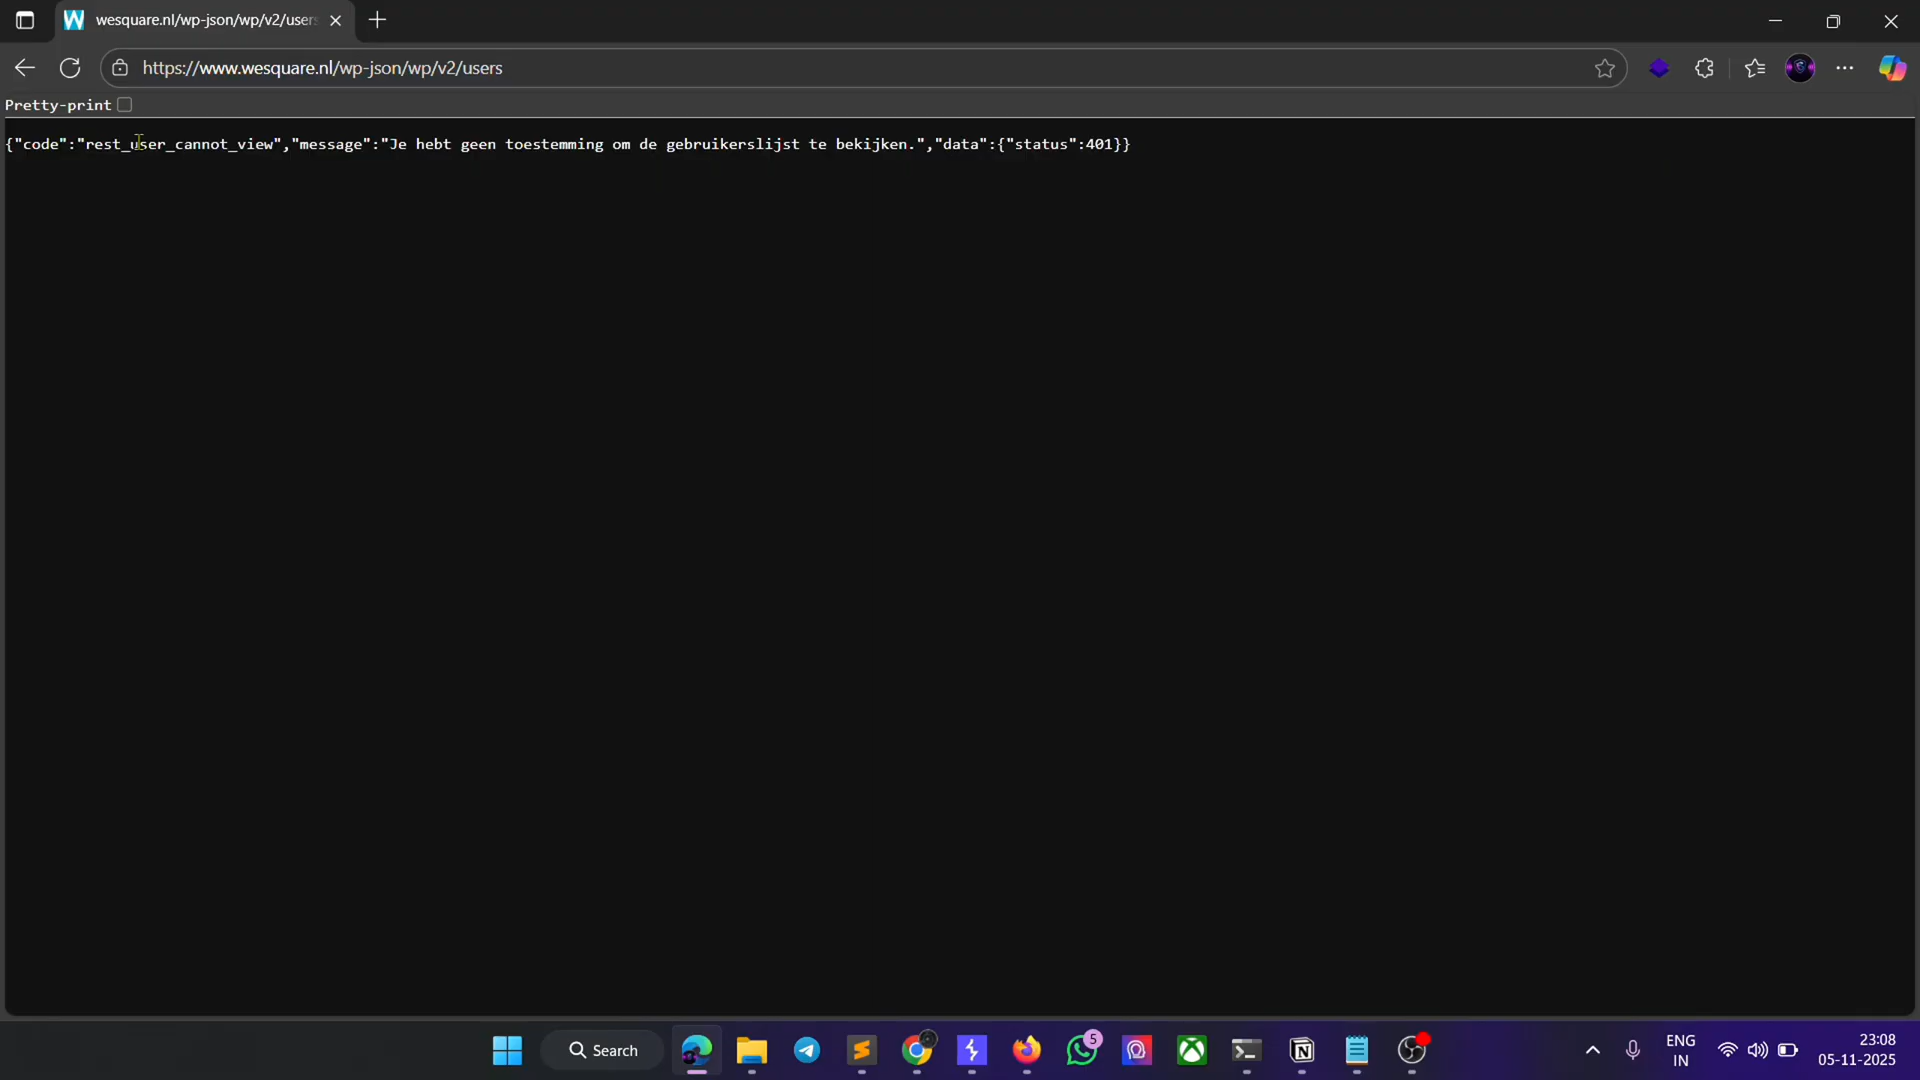 wesquare.nl/wp-json/wp/v2/users
https://www.wesquare.nl/wp-json/wp/v2/users
Pretty-print
{"code":"rest_user_cannot_view","message":"Je hebt geen toestemming om de gebruikerslijst te bekijken.","data":{"status":401}}
Search
5
ENG
IN
23:08
05-11-2025